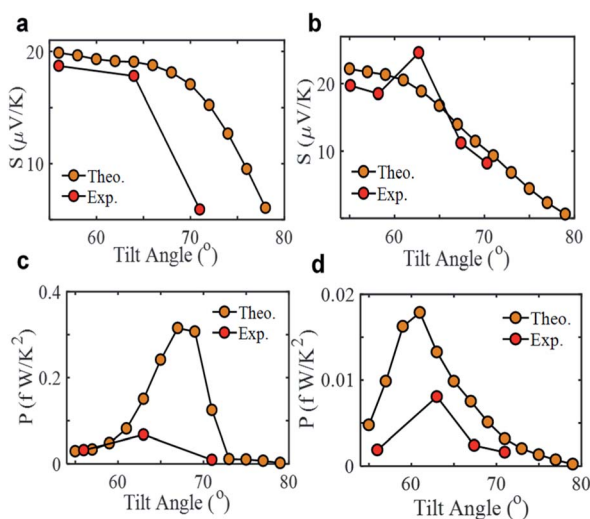 a
S (μV/K)
20
10
Theo.
Exp.
60
70
80
Tilt Angle (°)
b
S (μV/K)
20
10
Theo.
Exp.
60
70
80
Tilt Angle (°)
c
P (f W/K²)
0.4
0.2
0
Theo.
Exp.
60
70
80
Tilt Angle (°)
d
P (f W/K²)
0.02
0.01
0
Theo.
Exp.
60
70
80
Tilt Angle (°)